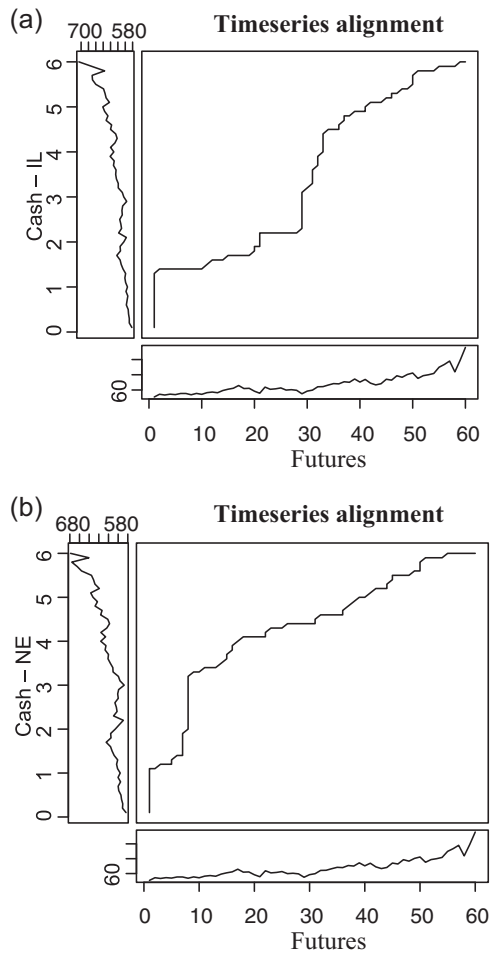 (a)
Timeseries alignment
700 580
Cash – IL
0 1 2 3 4 5 6
60
0 10 20 30 40 50 60
Futures
(b)
Timeseries alignment
680 580
Cash – NE
0 1 2 3 4 5 6
60
0 10 20 30 40 50 60
Futures